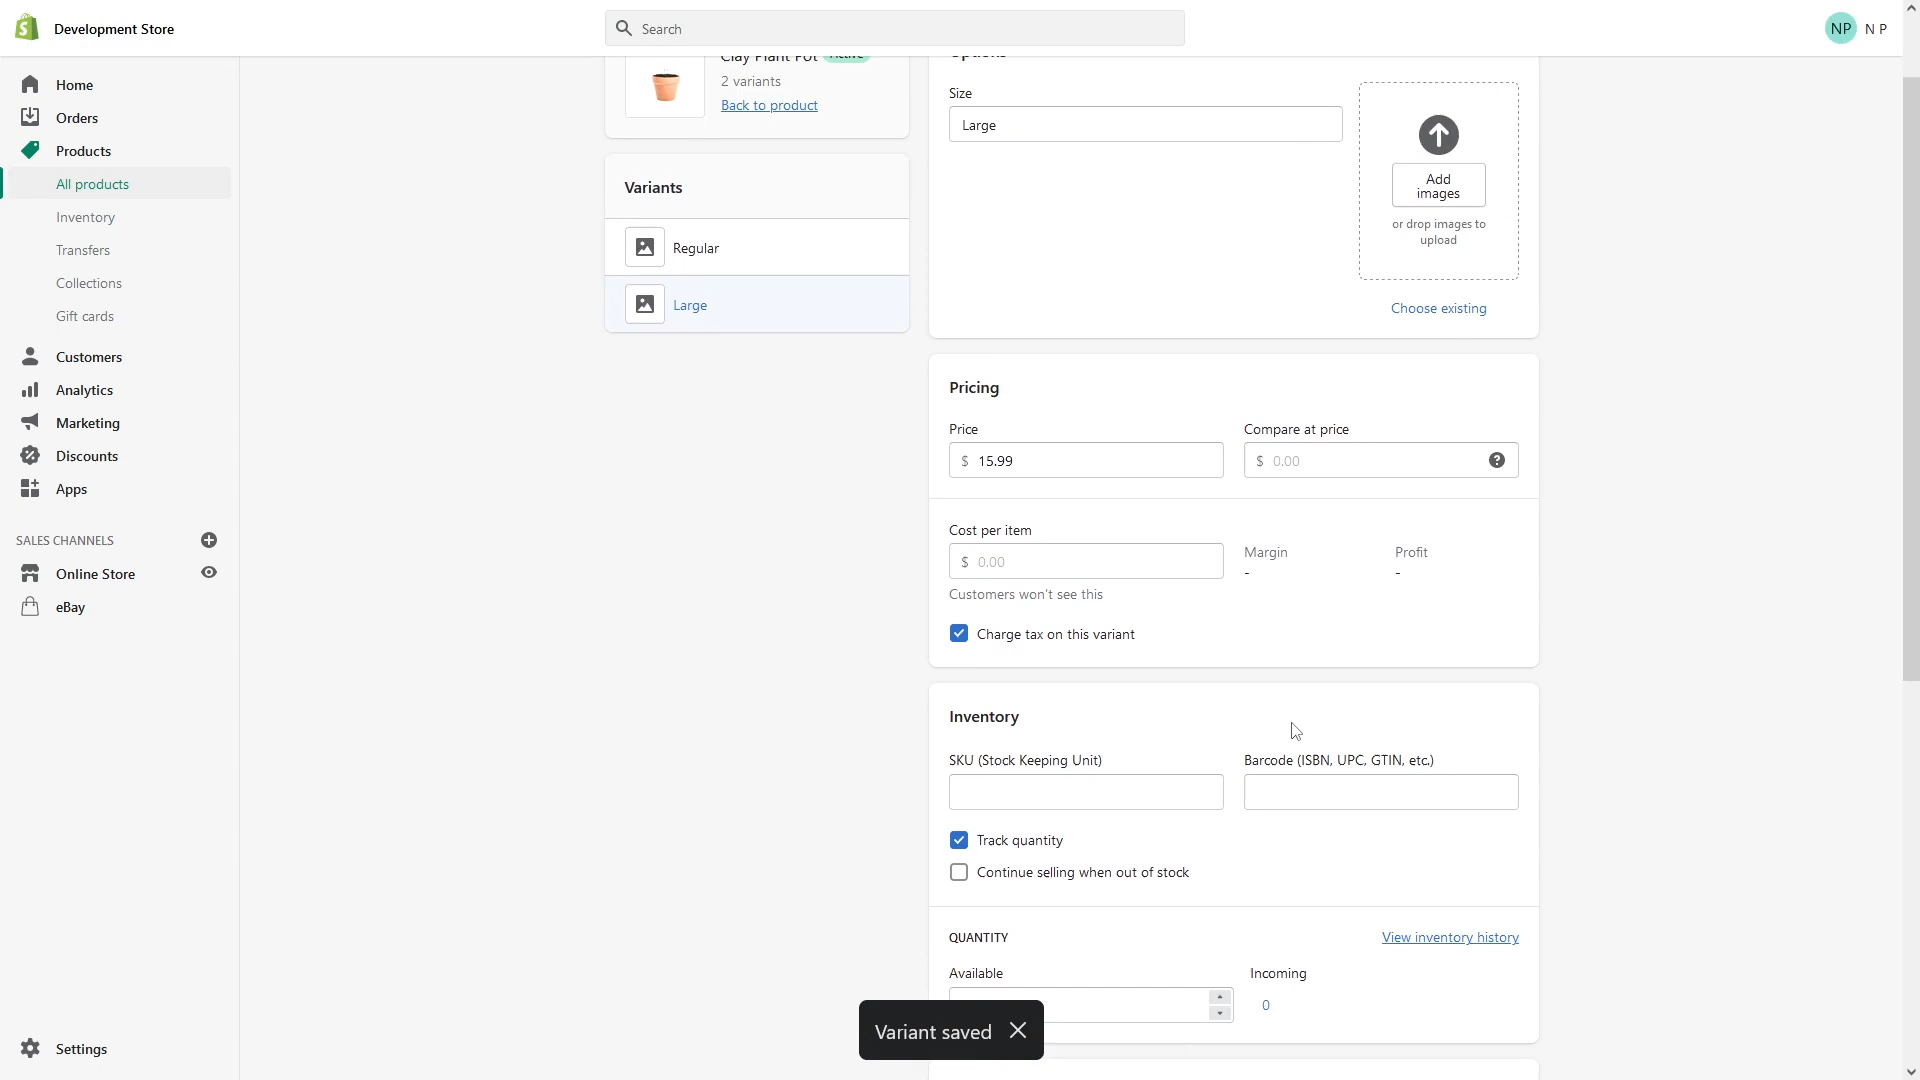 Development Store
Search
NP N P
Home
Orders
Products
All products
Inventory
Transfers
Collections
Gift cards
Customers
Analytics
Marketing
Discounts
Apps
SALES CHANNELS
Online Store
eBay
Settings
Clay Plant Pot Active
2 variants
Back to product
Variants
Regular
Large
Options
Size
Large
Add
images
or drop images to
upload
Choose existing
Pricing
Price
Compare at price
$ 15.99
$ 0.00
Cost per item
$ 0.00
Margin
-
Profit
-
Customers won't see this
Charge tax on this variant
Inventory
SKU (Stock Keeping Unit)
Barcode (ISBN, UPC, GTIN, etc.)
Track quantity
Continue selling when out of stock
QUANTITY
View inventory history
Available
Incoming
0
Variant saved